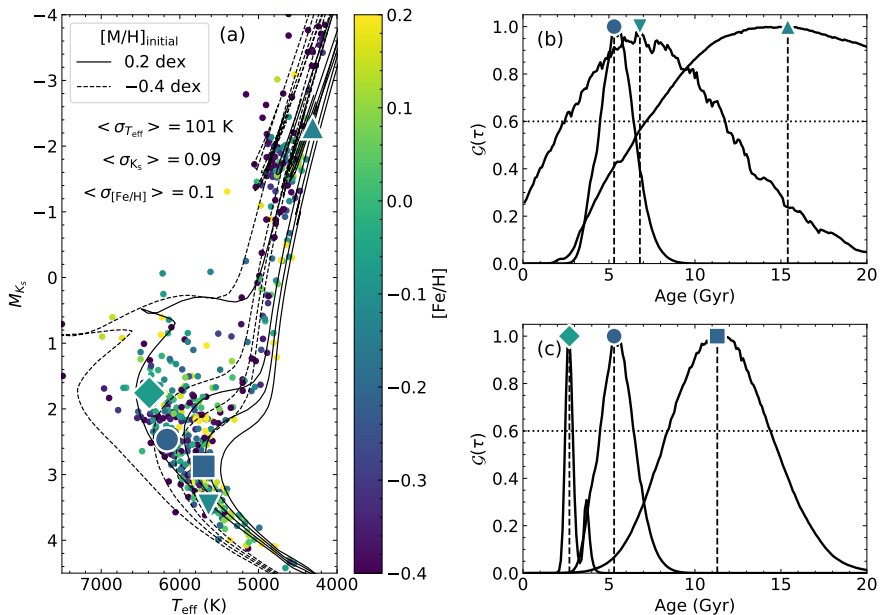 (a)
[M/H]initial
0.2 dex
−0.4 dex
< σTeff > = 101 K
< σKs > = 0.09
< σ[Fe/H] > = 0.1
−4
−3
−2
−1
0
1
2
3
4
MKs
7000 6000 5000 4000
Teff (K)
0.2
0.1
0.0
−0.1
−0.2
−0.3
−0.4
[Fe/H]
(b)
1.0
0.8
0.6
0.4
0.2
0.0
𝒢(τ)
0 5 10 15 20
Age (Gyr)
(c)
1.0
0.8
0.6
0.4
0.2
0.0
𝒢(τ)
0 5 10 15 20
Age (Gyr)